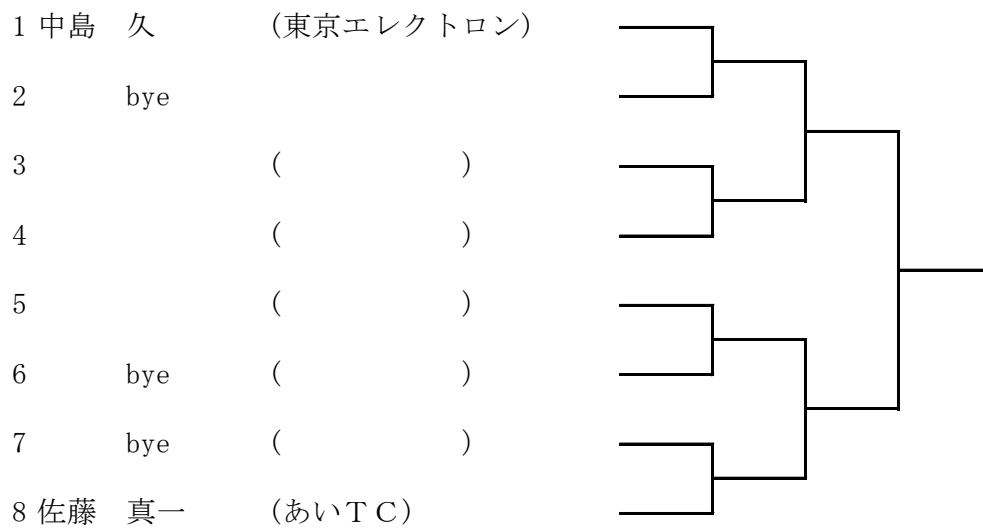 1 中島　久　(東京エレクトロン)
2　bye
3　(　　　)
4　(　　　)
5　(　　　)
6　bye　(　　　)
7　bye　(　　　)
8 佐藤　真一　(あいＴＣ)